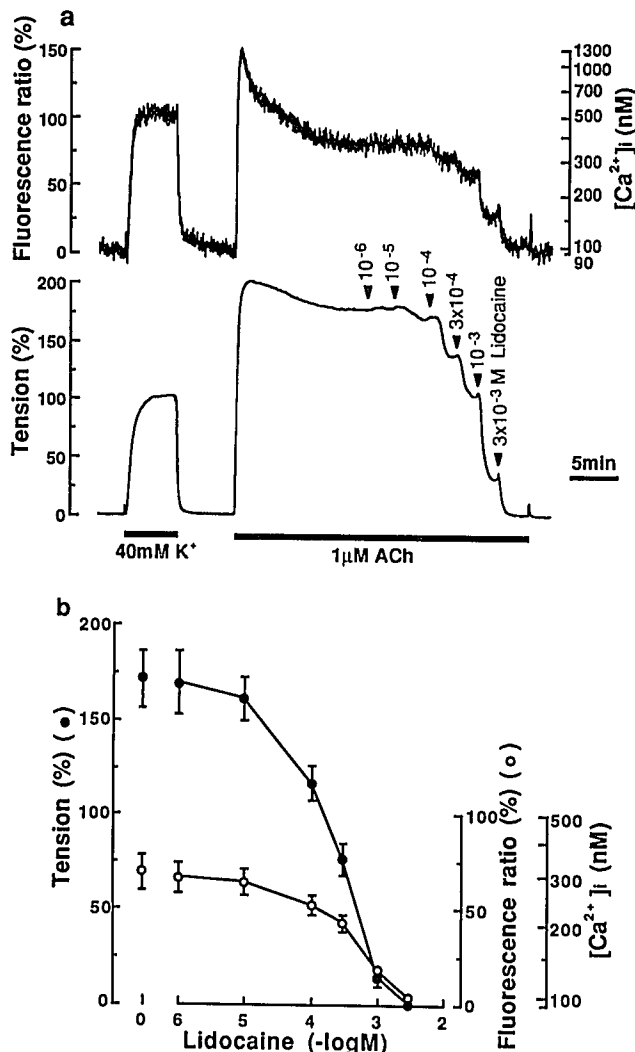 a
Fluorescence ratio (%)
150
100
50
0
[Ca²⁺]i (nM)
1300
1000
700
500
300
200
100
90
Tension (%)
200
150
100
50
0
10⁻⁶
10⁻⁵
10⁻⁴
3x10⁻⁴
10⁻³
3x10⁻³ M Lidocaine
5min
40mM K⁺
1µM ACh
b
Tension (%) (●)
200
150
100
50
0
Fluorescence ratio (%) (o)
100
50
0
[Ca²⁺]i (nM)
500
300
200
100
0 6 5 4 3 2
Lidocaine (-logM)